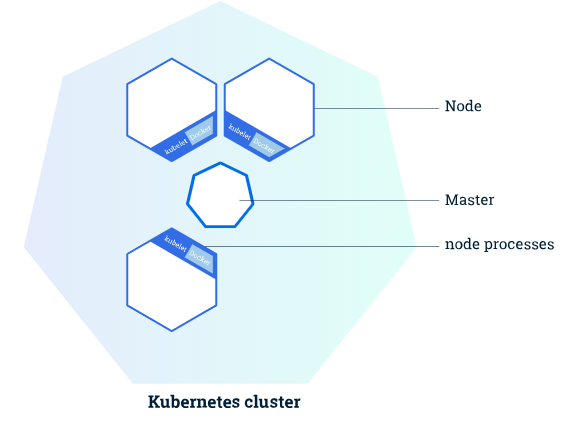 Node
kubelet Docker
kubelet Docker
Master
node processes
kubelet Docker
Kubernetes cluster